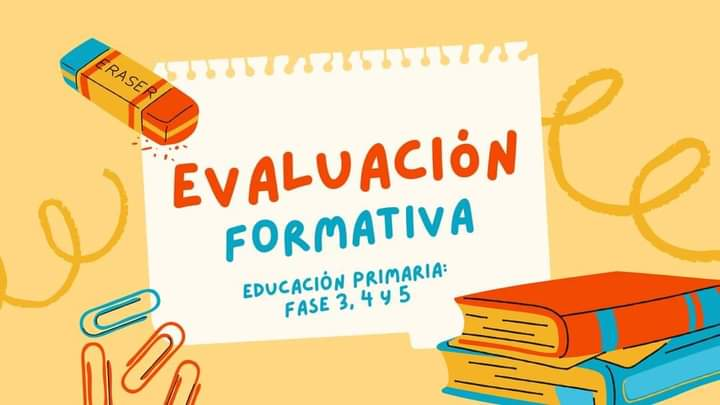 ERASER
EVALUACIÓN
FORMATIVA
EDUCACIÓN PRIMARIA:
FASE 3, 4 y 5